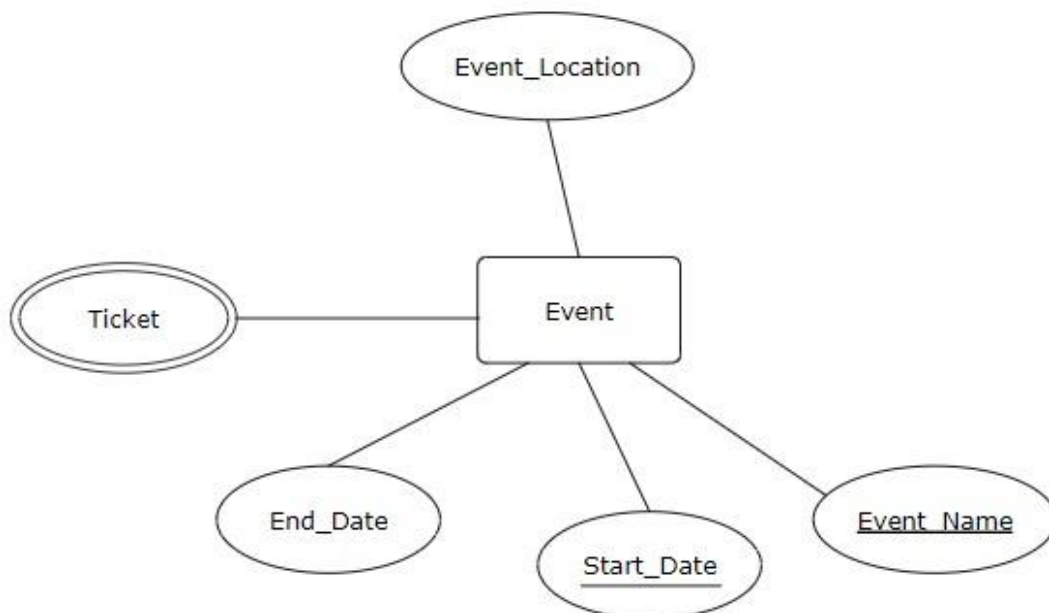 Event_Location
Ticket
Event
End_Date
Start_Date
Event_Name